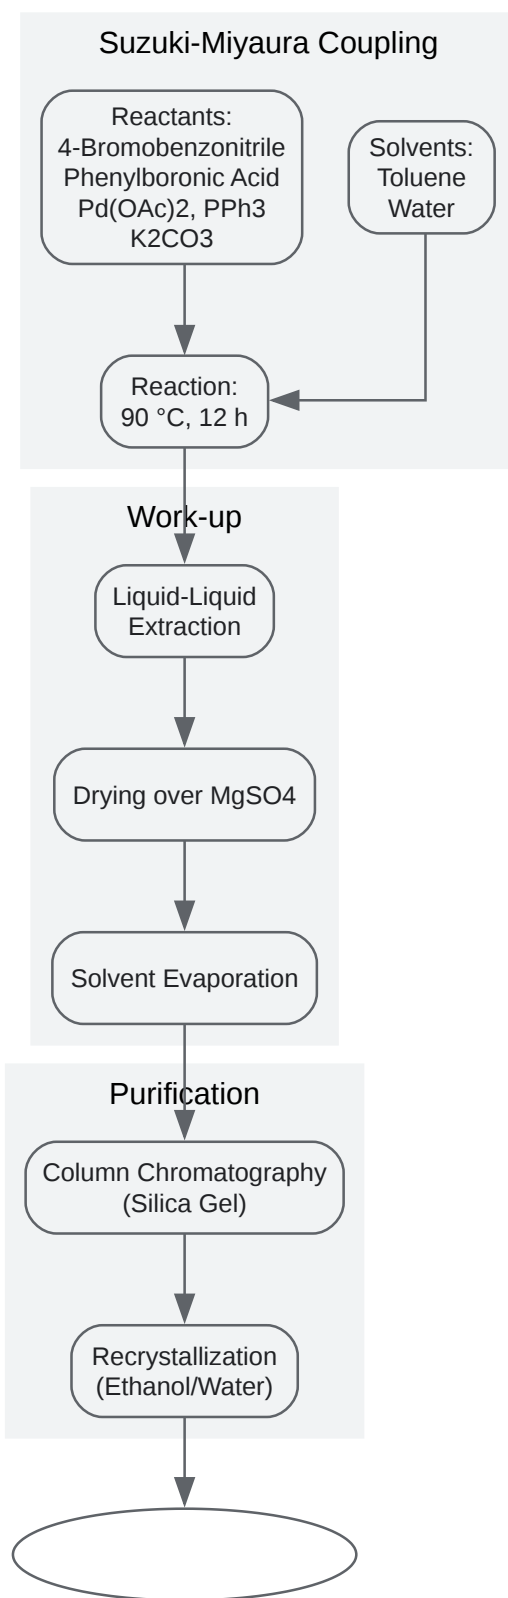 Suzuki-Miyaura Coupling
Reactants:
4-Bromobenzonitrile
Phenylboronic Acid
Pd(OAc)2, PPh3
K2CO3
Solvents:
Toluene
Water
Reaction:
90 °C, 12 h
Work-up
Liquid-Liquid
Extraction
Drying over MgSO4
Solvent Evaporation
Purification
Column Chromatography
(Silica Gel)
Recrystallization
(Ethanol/Water)